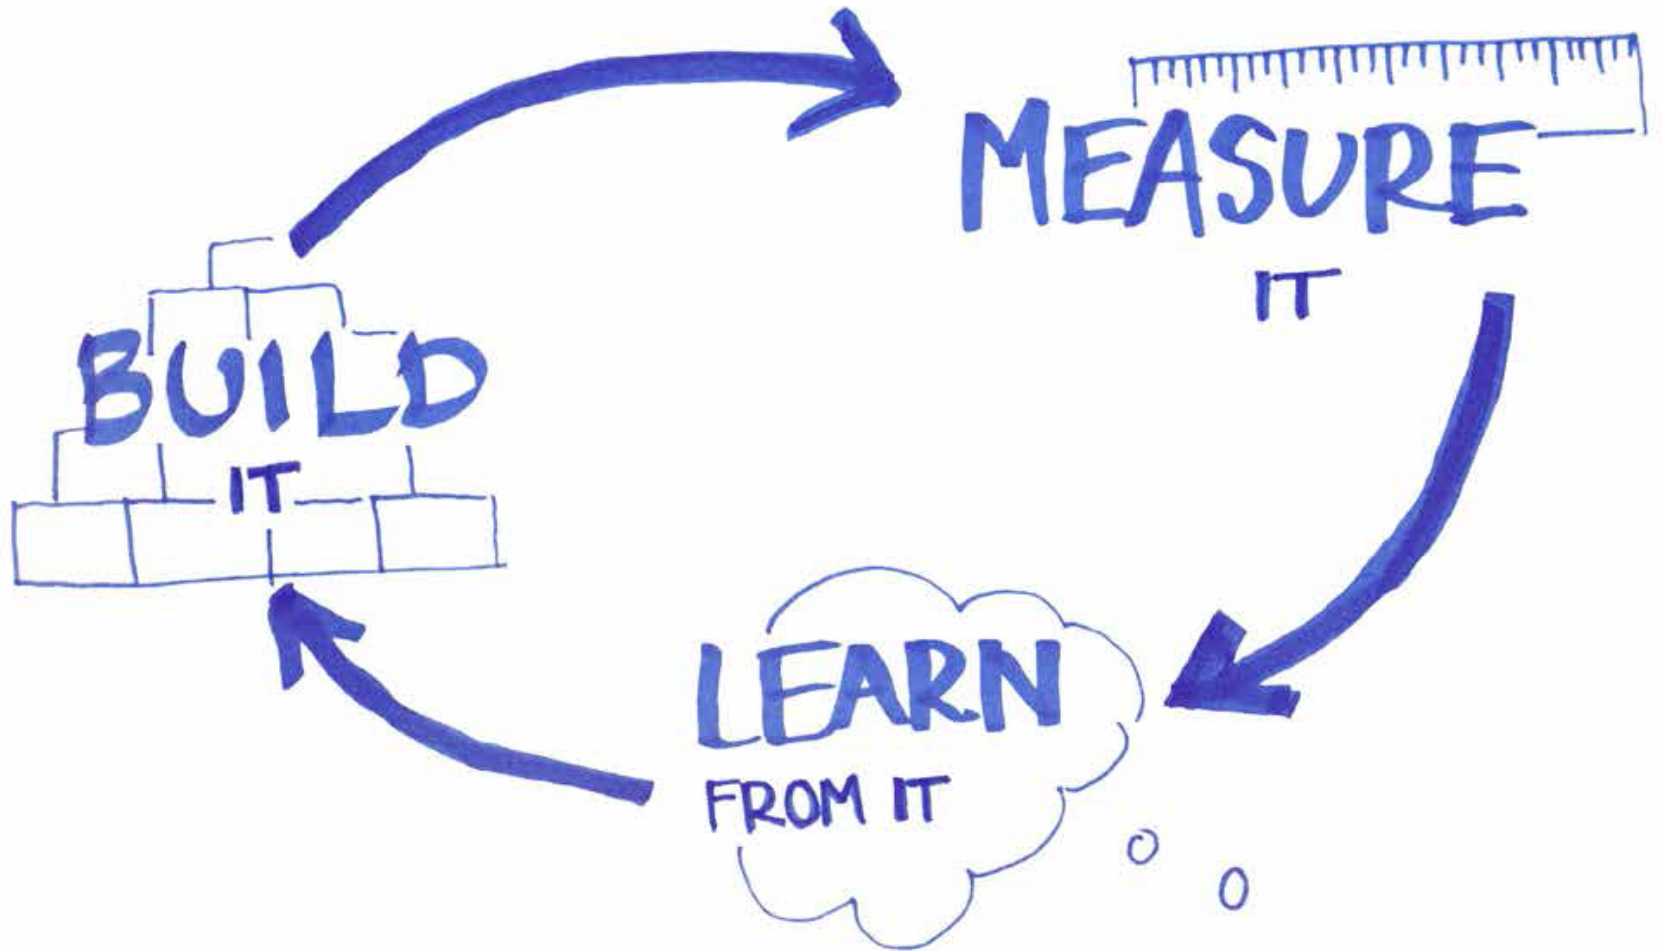 BUILD
IT
MEASURE
IT
LEARN
FROM IT